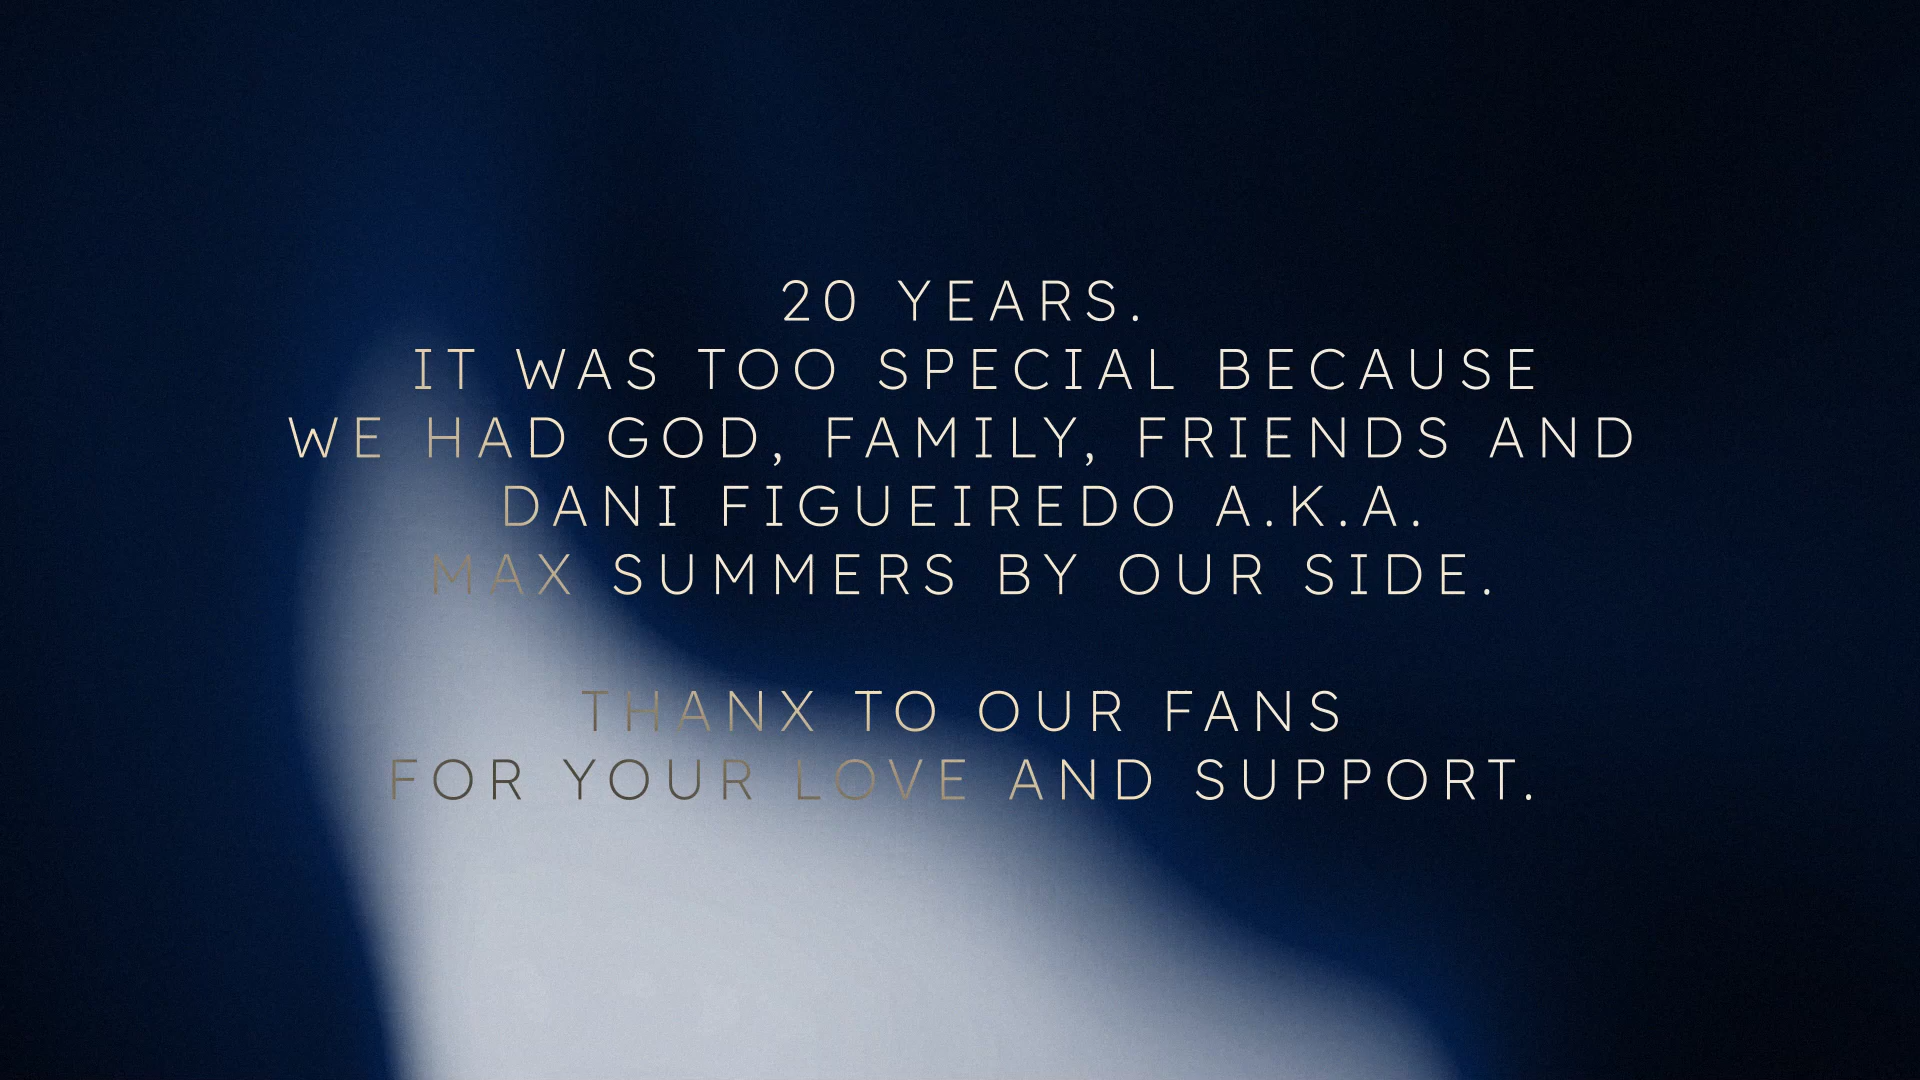 20 YEARS.
IT WAS TOO SPECIAL BECAUSE
WE HAD GOD, FAMILY, FRIENDS AND
DANI FIGUEIREDO A.K.A.
MAX SUMMERS BY OUR SIDE.
THANX TO OUR FANS
FOR YOUR LOVE AND SUPPORT.